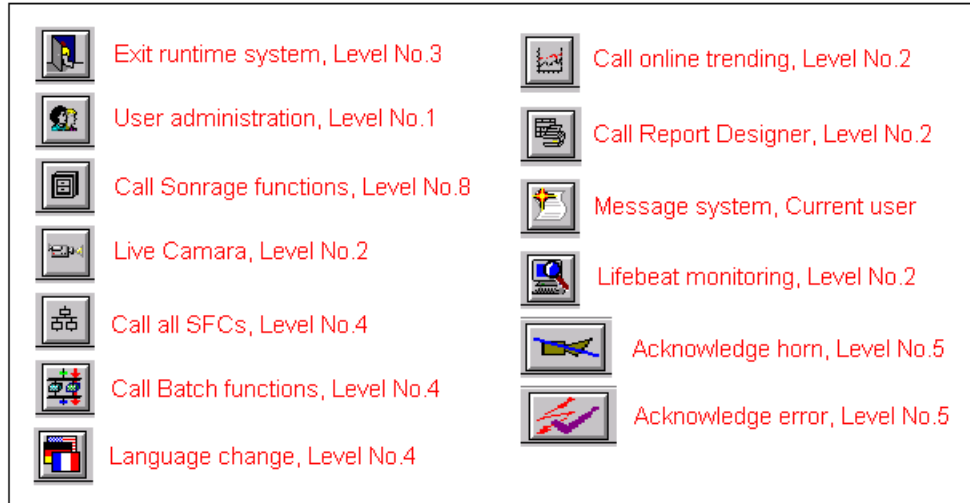 Exit runtime system, Level No.3
User administration, Level No.1
Call Sonrage functions, Level No.8
Live Camara, Level No.2
Call all SFCs, Level No.4
Call Batch functions, Level No.4
Language change, Level No.4
Call online trending, Level No.2
Call Report Designer, Level No.2
Message system, Current user
Lifebeat monitoring, Level No.2
Acknowledge horn, Level No.5
Acknowledge error, Level No.5